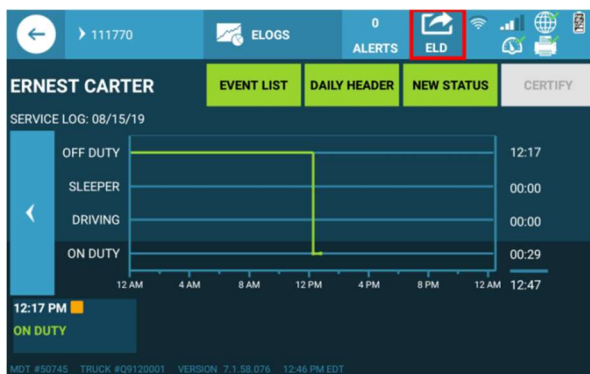 111770
ELOGS
0
ALERTS
ELD
ERNEST CARTER
EVENT LIST
DAILY HEADER
NEW STATUS
CERTIFY
SERVICE LOG: 08/15/19
OFF DUTY 12:17
SLEEPER 00:00
DRIVING 00:00
ON DUTY 00:29
12 AM 4 AM 8 AM 12 PM 4 PM 8 PM 12 AM 12:47
12:17 PM
ON DUTY
MDT #50745 TRUCK #Q9120001 VERSION 7.1.58.076 12:46 PM EDT